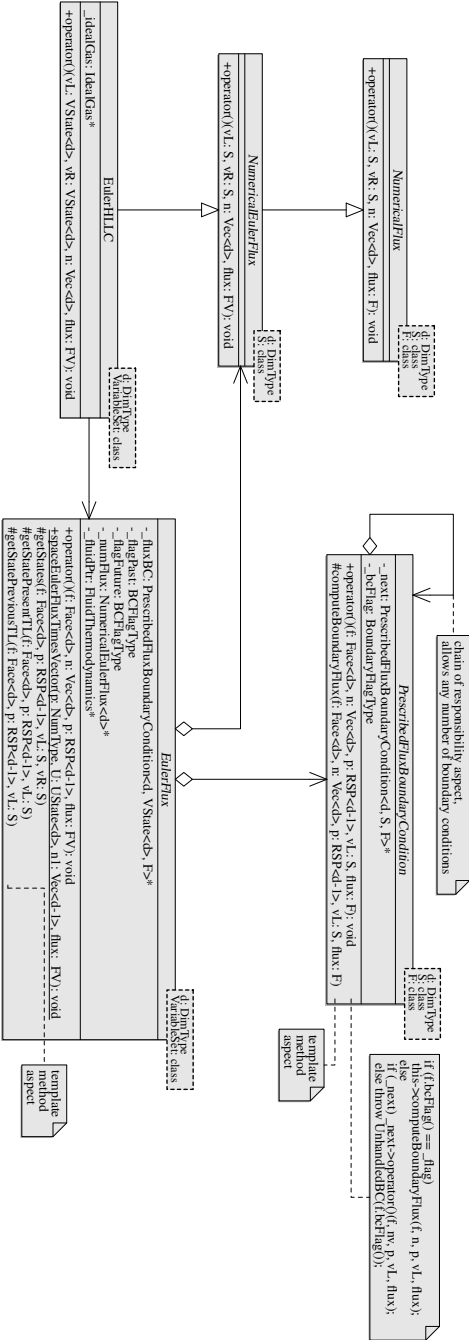 NumericalFlux
+operator()(vL: S, vR: S, n: Vec<d>, flux: F): void
d: DimType
S: class
F: class
NumericalEulerFlux
+operator()(vL: S, vR: S, n: Vec<d>, flux: FV): void
d: DimType
S: class
EulerHLLC
_idealGas: IdealGas*
+operator()(vL: VState<d>, vR: VState<d>, n: Vec<d>, flux: FV): void
d: DimType
VariableSet: class
chain of responsibility aspect,
allows any number of boundary conditions
PrescribedFluxBoundaryCondition
-_next: PrescribedFluxBoundaryCondition<d, S, F>*
-_bcFlag: BoundaryFlagType
+operator()(f: Face<d>, n: Vec<d>, p: RSP<d-1>, vL: S, flux: F): void
#computeBoundaryFlux(f: Face<d>, n: Vec<d>, p: RSP<d-1>, vL: S, flux: F)
d: DimType
S: class
F: class
if (f.bcFlag() == _flag)
this->computeBoundaryFlux(f, n, p, vL, flux);
else
if (_next) _next->operator()(f, nv, p, vL, flux);
else throw UnhandledBC(f.bcFlag());
template
method
aspect
EulerFlux
-_fluxBC: PrescribedFluxBoundaryCondition<d, VState<d>, F>*
-_flagPast: BCFlagType
-_flagFuture: BCFlagType
-_numFlux: NumericalEulerFlux<d>*
-_fluidPtr: FluidThermodynamics*
+operator()(f: Face<d>, n: Vec<d>, p: RSP<d-1>, flux: FV): void
+spaceEulerFluxTimesVector(p: NumType, U: UState<d>, n1: Vec<d-1>, flux: FV): void
#getStates(f: Face<d>, p: RSP<d-1>, vL: S, vR: S)
#getStatePresentTL(f: Face<d>, p: RSP<d-1>, vL: S)
#getStatePreviousTL(f: Face<d>, p: RSP<d-1>, vL: S)
d: DimType
VariableSet: class
template
method
aspect